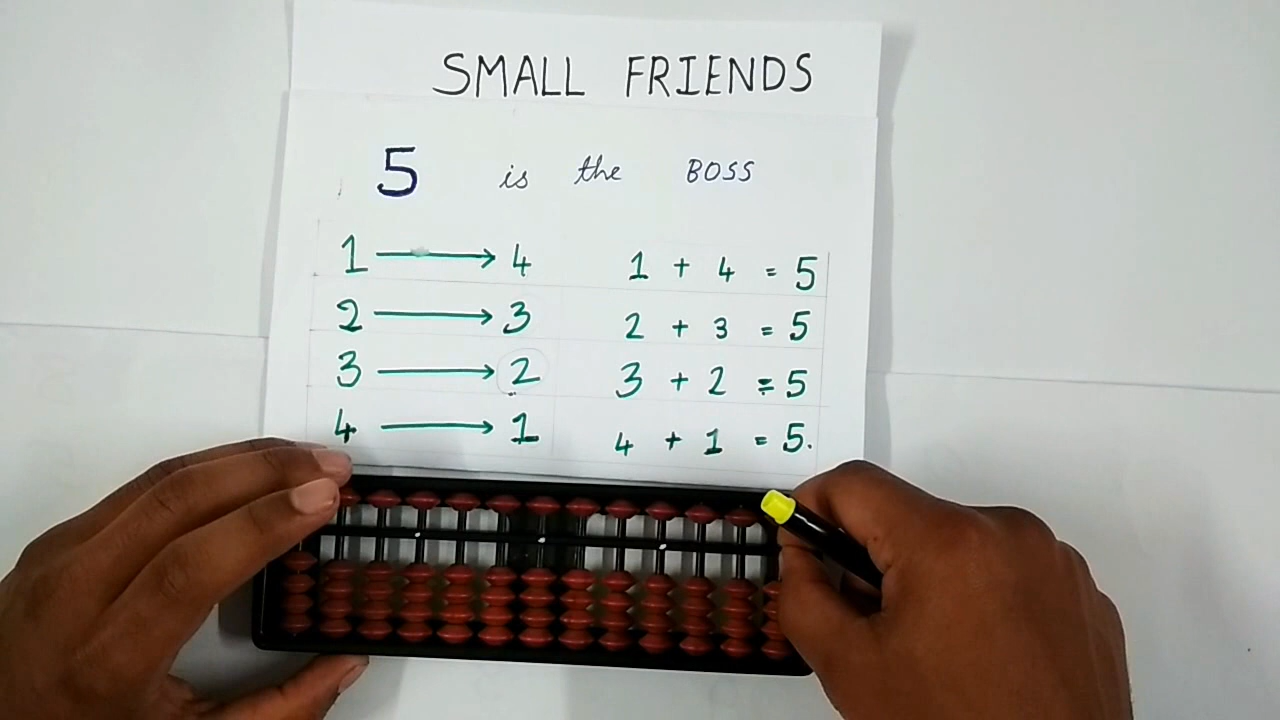 SMALL FRIENDS
5 is the BOSS
1 → 4 1 + 4 = 5
2 → 3 2 + 3 = 5
3 → 2 3 + 2 = 5
4 → 1 4 + 1 = 5.